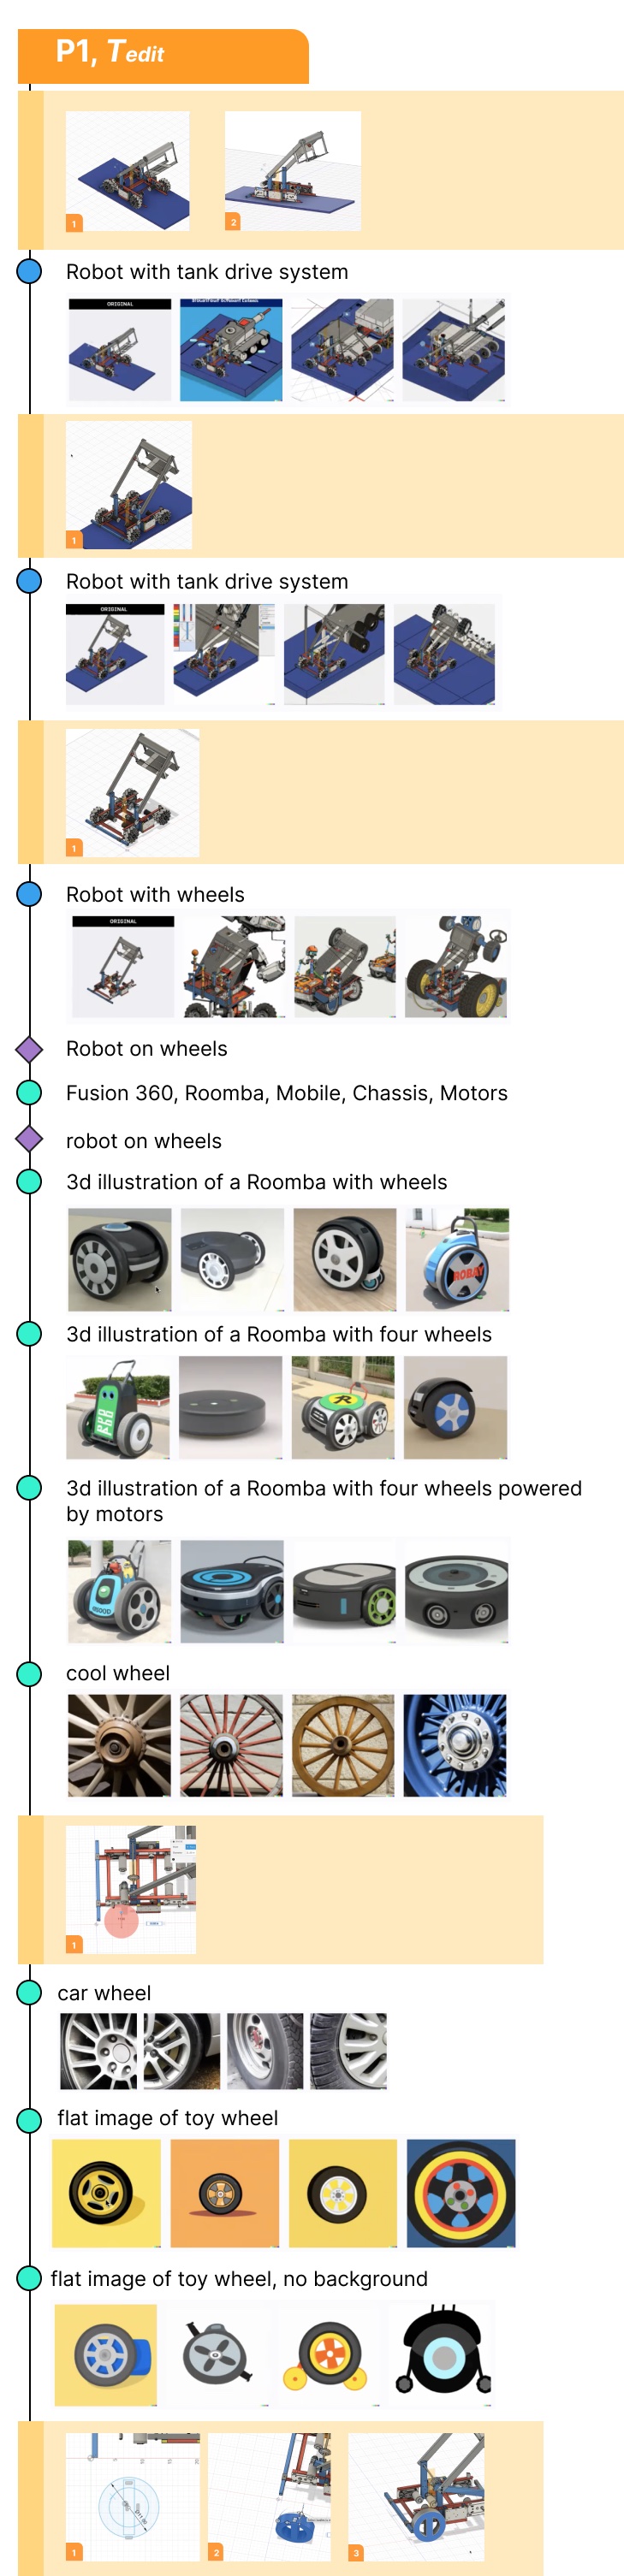 P1, Tedit
1
2
Robot with tank drive system
ORIGINAL
1
Robot with tank drive system
ORIGINAL
1
Robot with wheels
ORIGINAL
Robot on wheels
Fusion 360, Roomba, Mobile, Chassis, Motors
robot on wheels
3d illustration of a Roomba with wheels
3d illustration of a Roomba with four wheels
R
3d illustration of a Roomba with four wheels powered
by motors
cool wheel
1
car wheel
flat image of toy wheel
flat image of toy wheel, no background
1
2
3